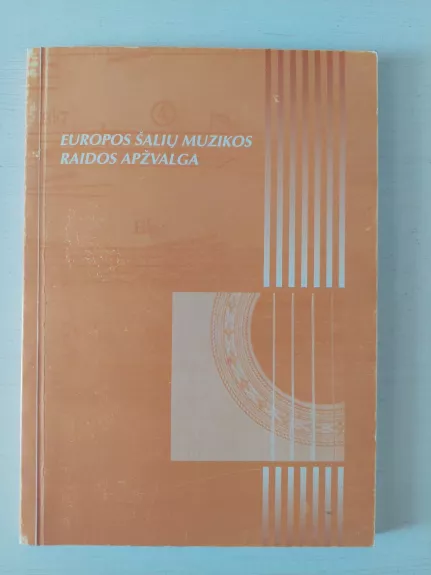 EUROPOS ŠALIŲ MUZIKOS
RAIDOS APŽVALGA